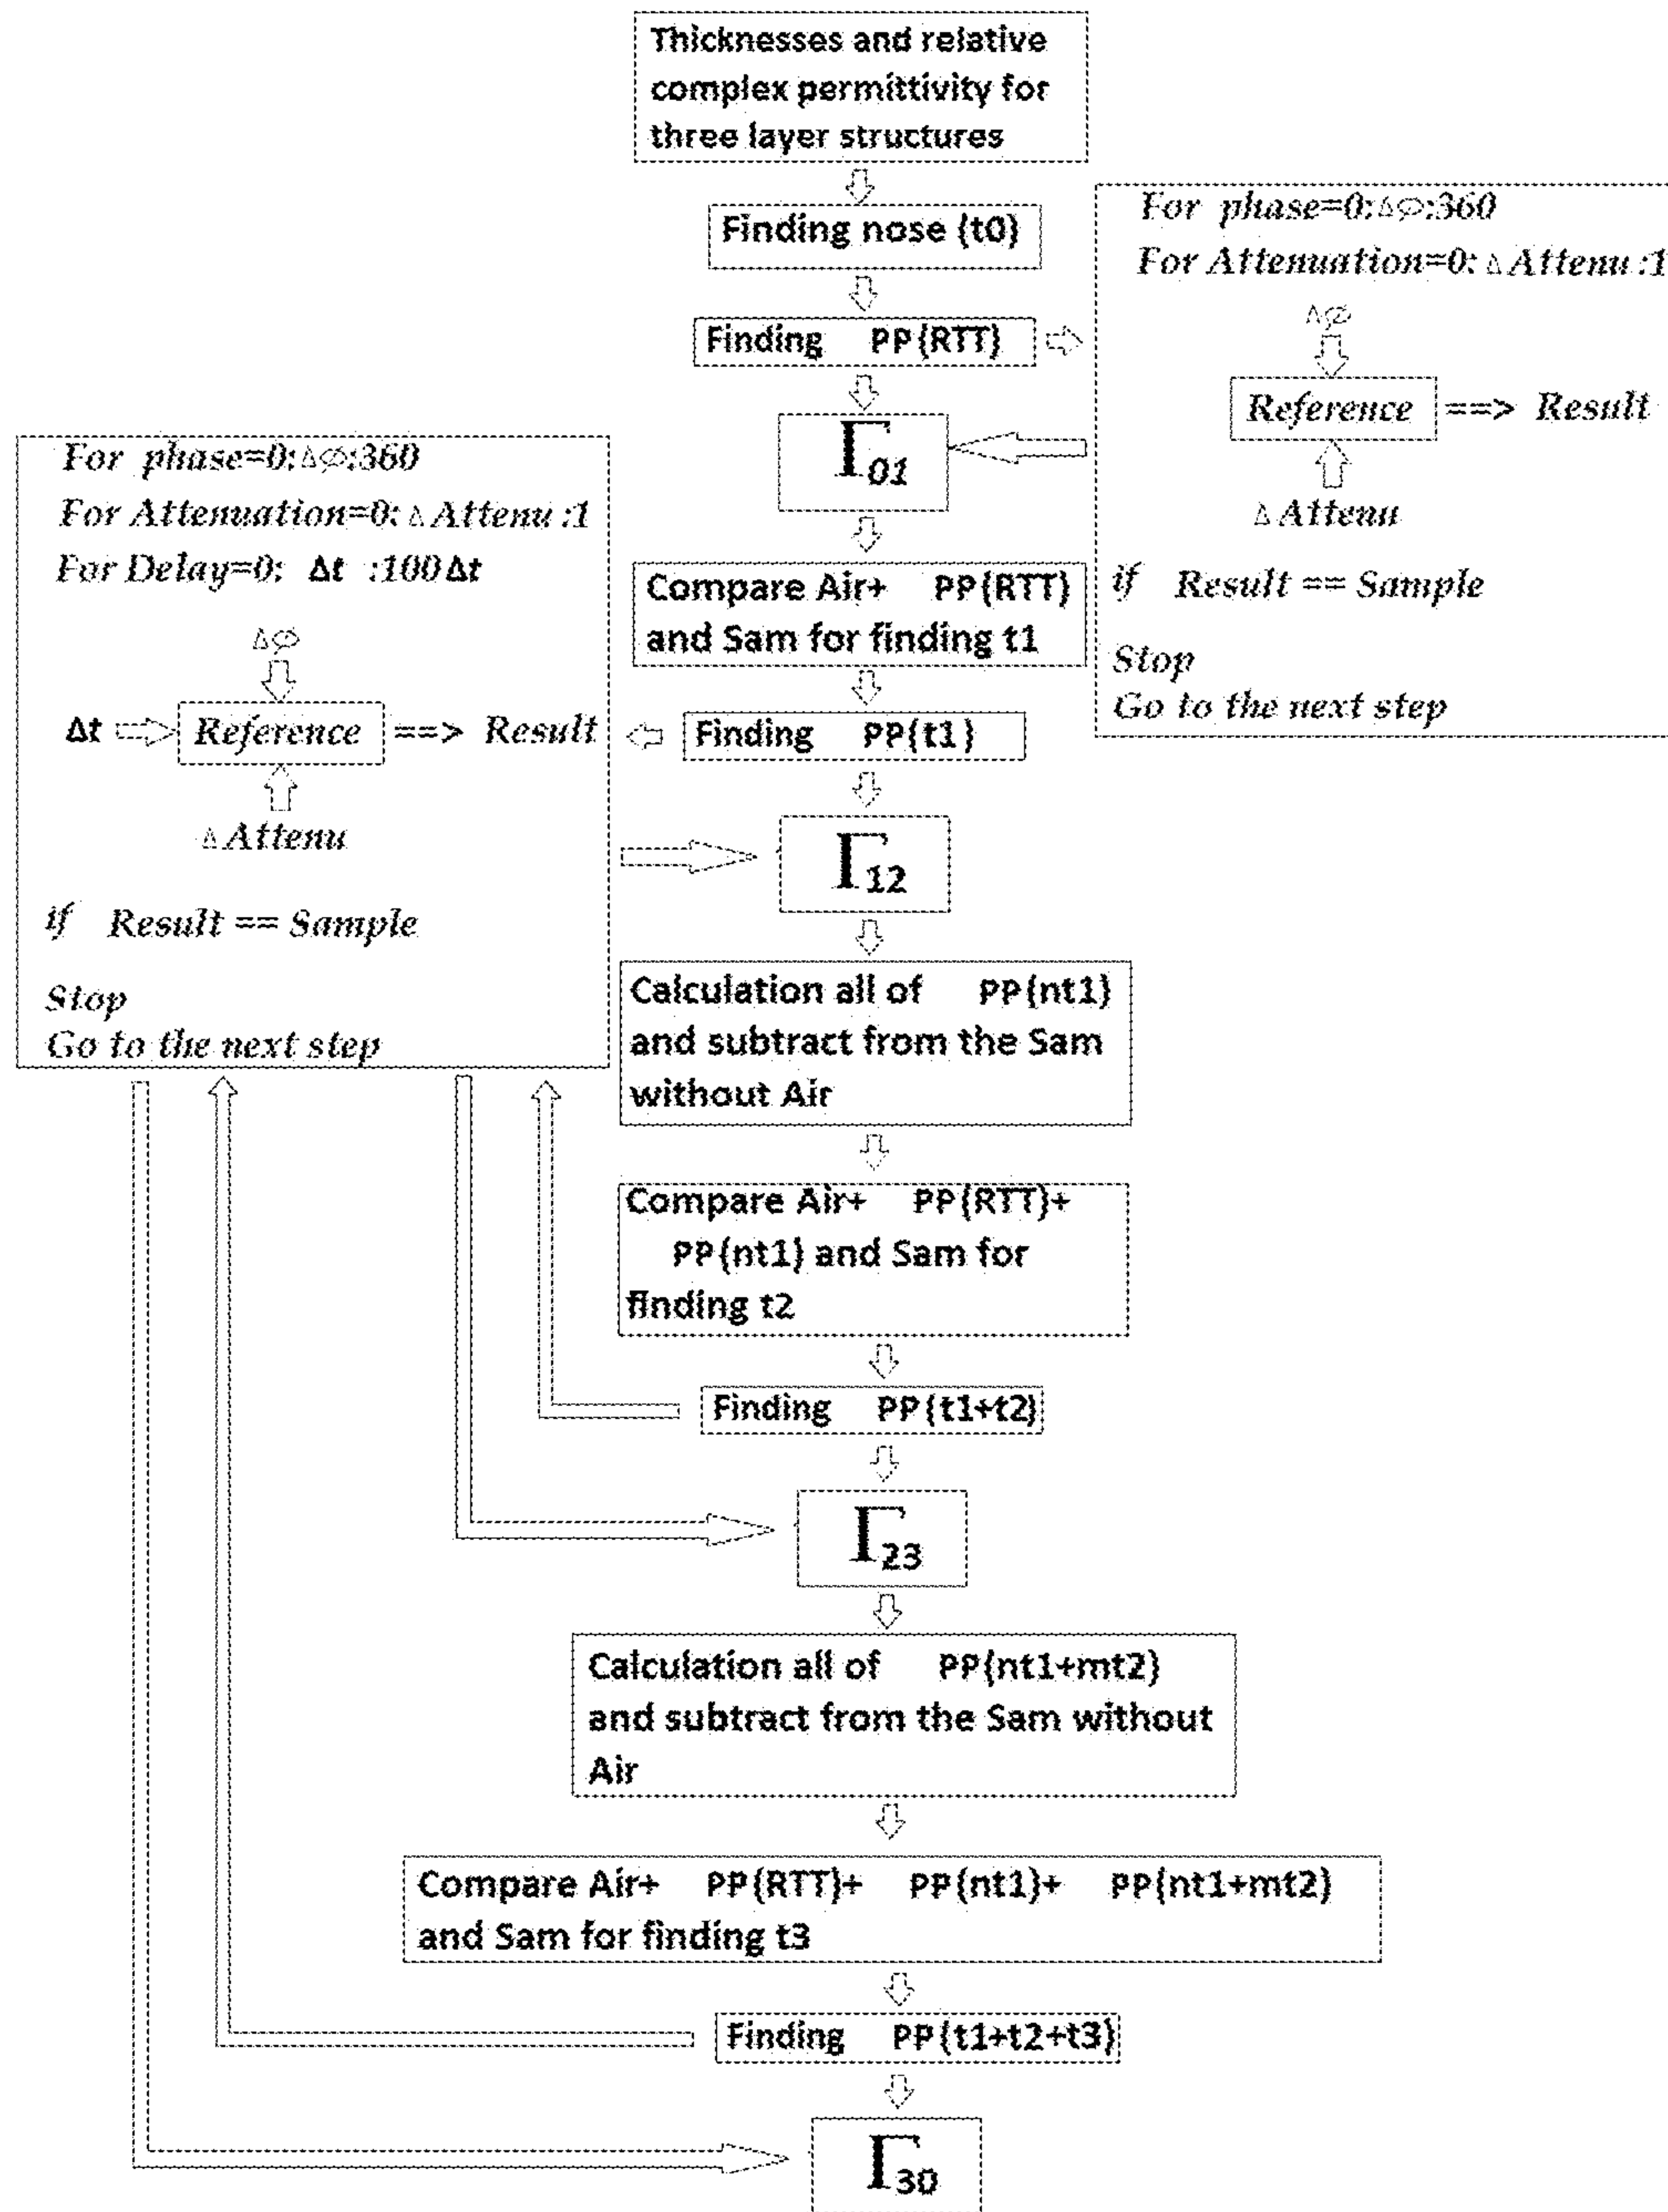 Thicknesses and relative
complex permittivity for
three layer structures
Finding nose (t0)
Finding PP(RTT)
For phase=0:Δ∅:360
For Attenuation=0:ΔAttenu:1
Δ∅
Reference ==> Result
ΔAttenu
if Result == Sample
Stop
Go to the next step
Γ01
Compare Air+ PP(RTT)
and Sam for finding t1
Finding PP(t1)
For phase=0:Δ∅:360
For Attenuation=0:ΔAttenu:1
For Delay=0: Δt :100Δt
Δ∅
Δt Reference ==> Result
ΔAttenu
if Result == Sample
Stop
Go to the next step
Γ12
Calculation all of PP(nt1)
and subtract from the Sam
without Air
Compare Air+ PP(RTT)+
PP(nt1) and Sam for
finding t2
Finding PP(t1+t2)
Γ23
Calculation all of PP(nt1+mt2)
and subtract from the Sam without
Air
Compare Air+ PP(RTT)+ PP(nt1)+ PP(nt1+mt2)
and Sam for finding t3
Finding PP(t1+t2+t3)
Γ30